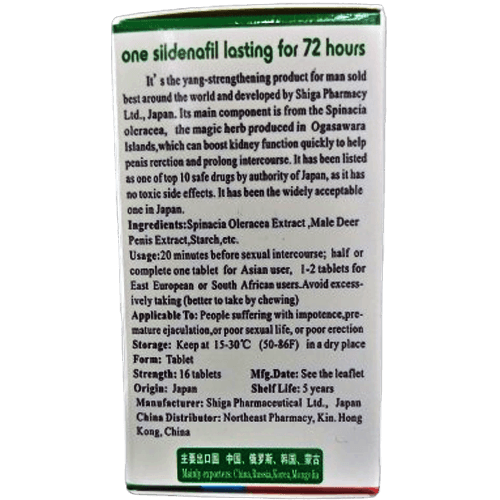 one sildenafil lasting for 72 hours
It's the yang-strengthening product for man sold
best around the world and developed by Shiga Pharmacy
Ltd., Japan. Its main component is from the Spinacia
oleracea, the magic herb produced in Ogasawara
Islands,which can boost kidney function quickly to help
penis rerction and prolong intercourse. It has been listed
as one of top 10 safe drugs by authority of Japan, as it has
no toxic side effects. It has been the widely acceptable
one in Japan.
Ingredients:Spinacia Oleracea Extract ,Male Deer
Penis Extract,Starch,etc.
Usage:20 minutes before sexual intercourse; half or
complete one tablet for Asian user, 1-2 tablets for
East European or South African users.Avoid excess-
ively taking (better to take by chewing)
Applicable To: People suffering with impotence,pre-
mature ejaculation,or poor sexual life, or poor erection
Storage: Keep at 15-30℃ (50-86F) in a dry place
Form: Tablet
Strength: 16 tablets Mfg.Date: See the leaflet
Origin: Japan Shelf Life: 5 years
Manufacturer: Shiga Pharmaceutical Ltd., Japan
China Distributor: Northeast Pharmacy, Kin. Hong
Kong, China
主要出口国 中国、俄罗斯、韩国、蒙古
Mainly exporters: China,Russia,Korea,Mongolia